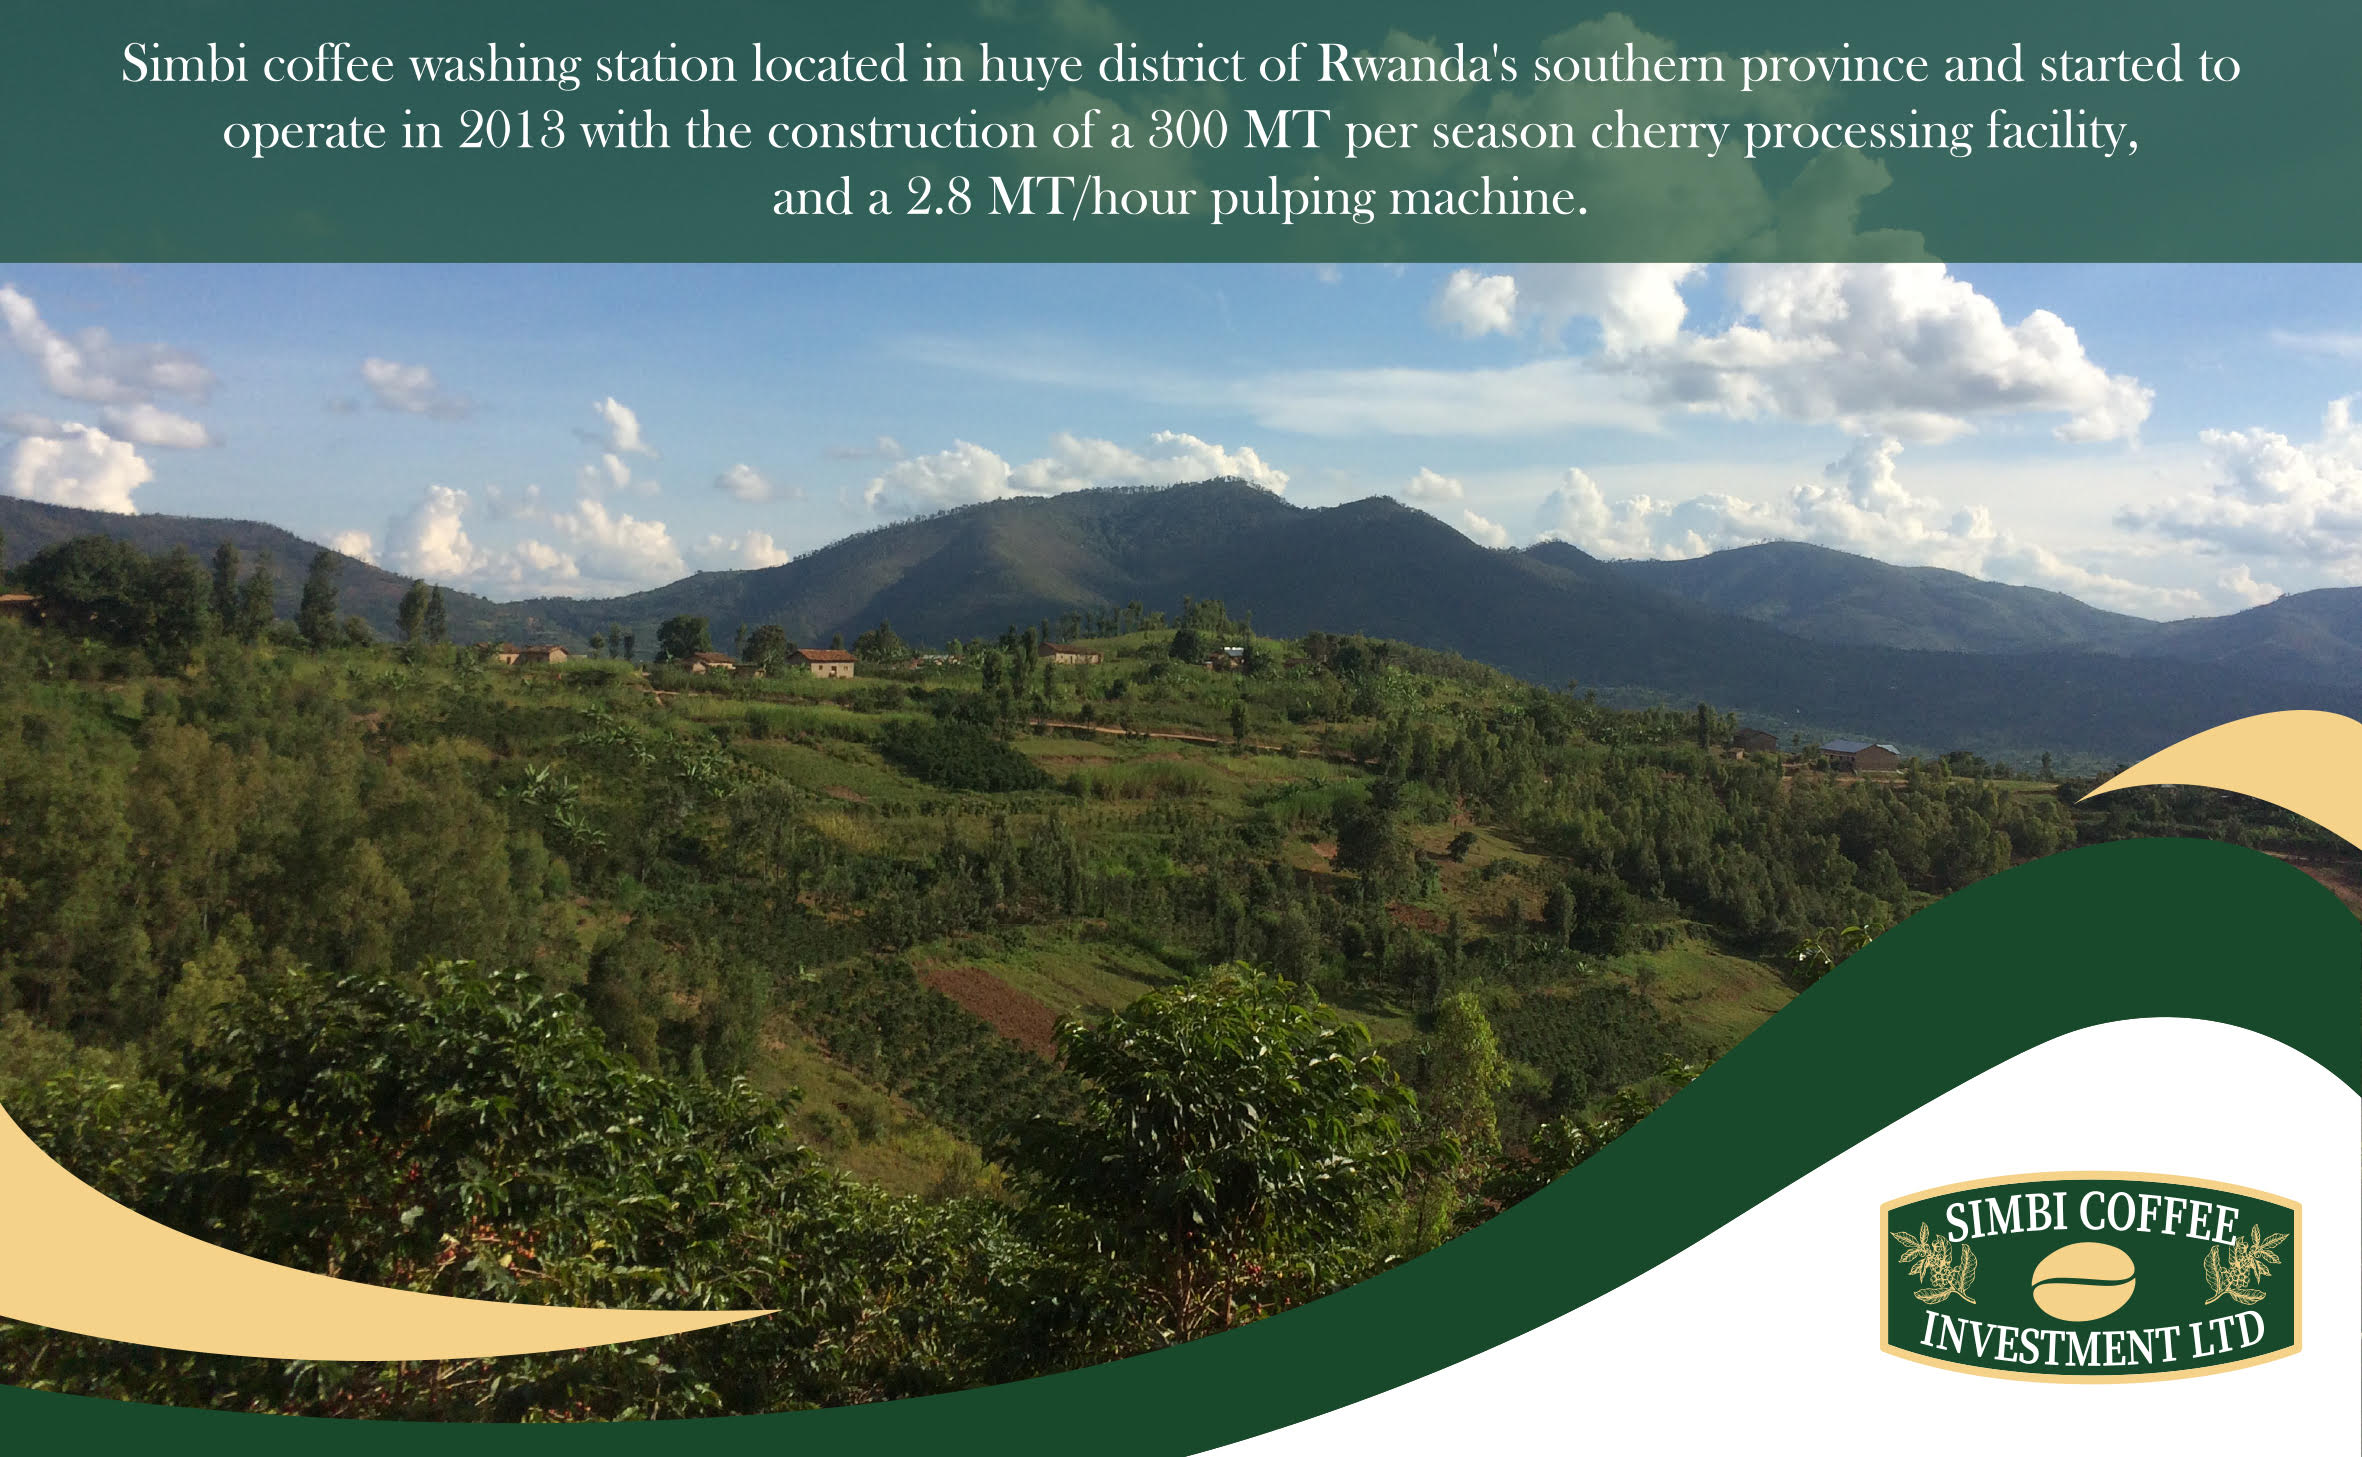 Simbi coffee washing station located in huye district of Rwanda's southern province and started to
operate in 2013 with the construction of a 300 MT per season cherry processing facility,
and a 2.8 MT/hour pulping machine.
SIMBI COFFEE
INVESTMENT LTD